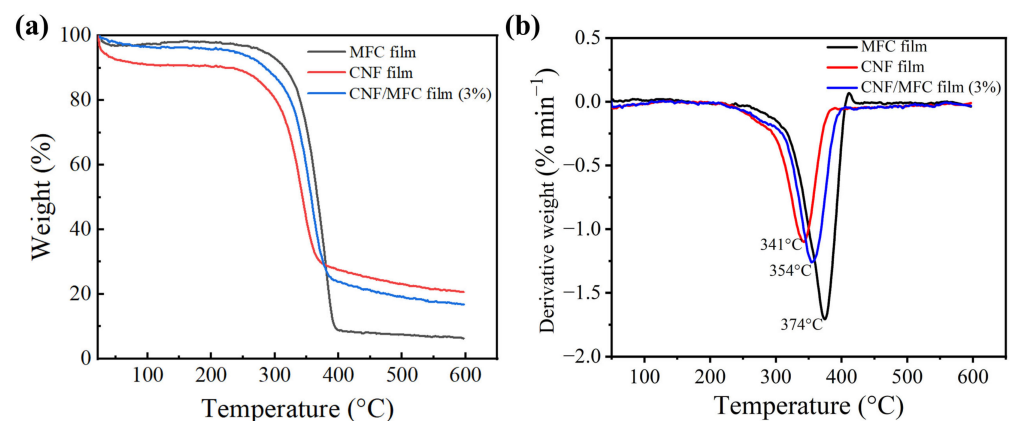 (a)
100
80
60
40
20
0
Weight (%)
MFC film
CNF film
CNF/MFC film (3%)
100
200
300
400
500
600
Temperature (°C)
(b)
0.5
0.0
−0.5
−1.0
−1.5
−2.0
Derivative weight (% min⁻¹)
MFC film
CNF film
CNF/MFC film (3%)
341°C
354°C
374°C
100
200
300
400
500
600
Temperature (°C)